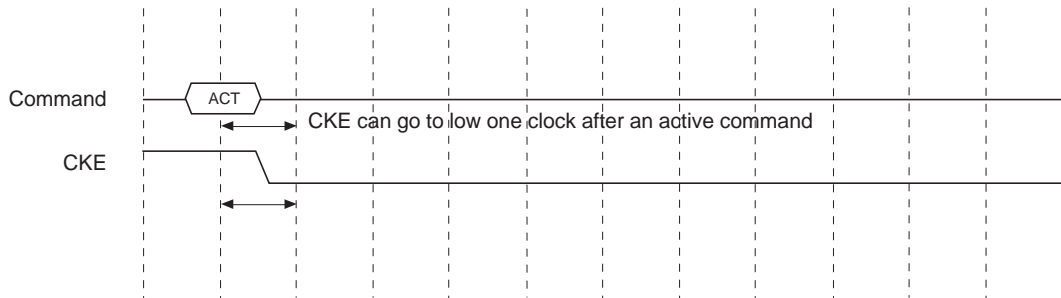 Command
ACT
CKE can go to low one clock after an active command
CKE